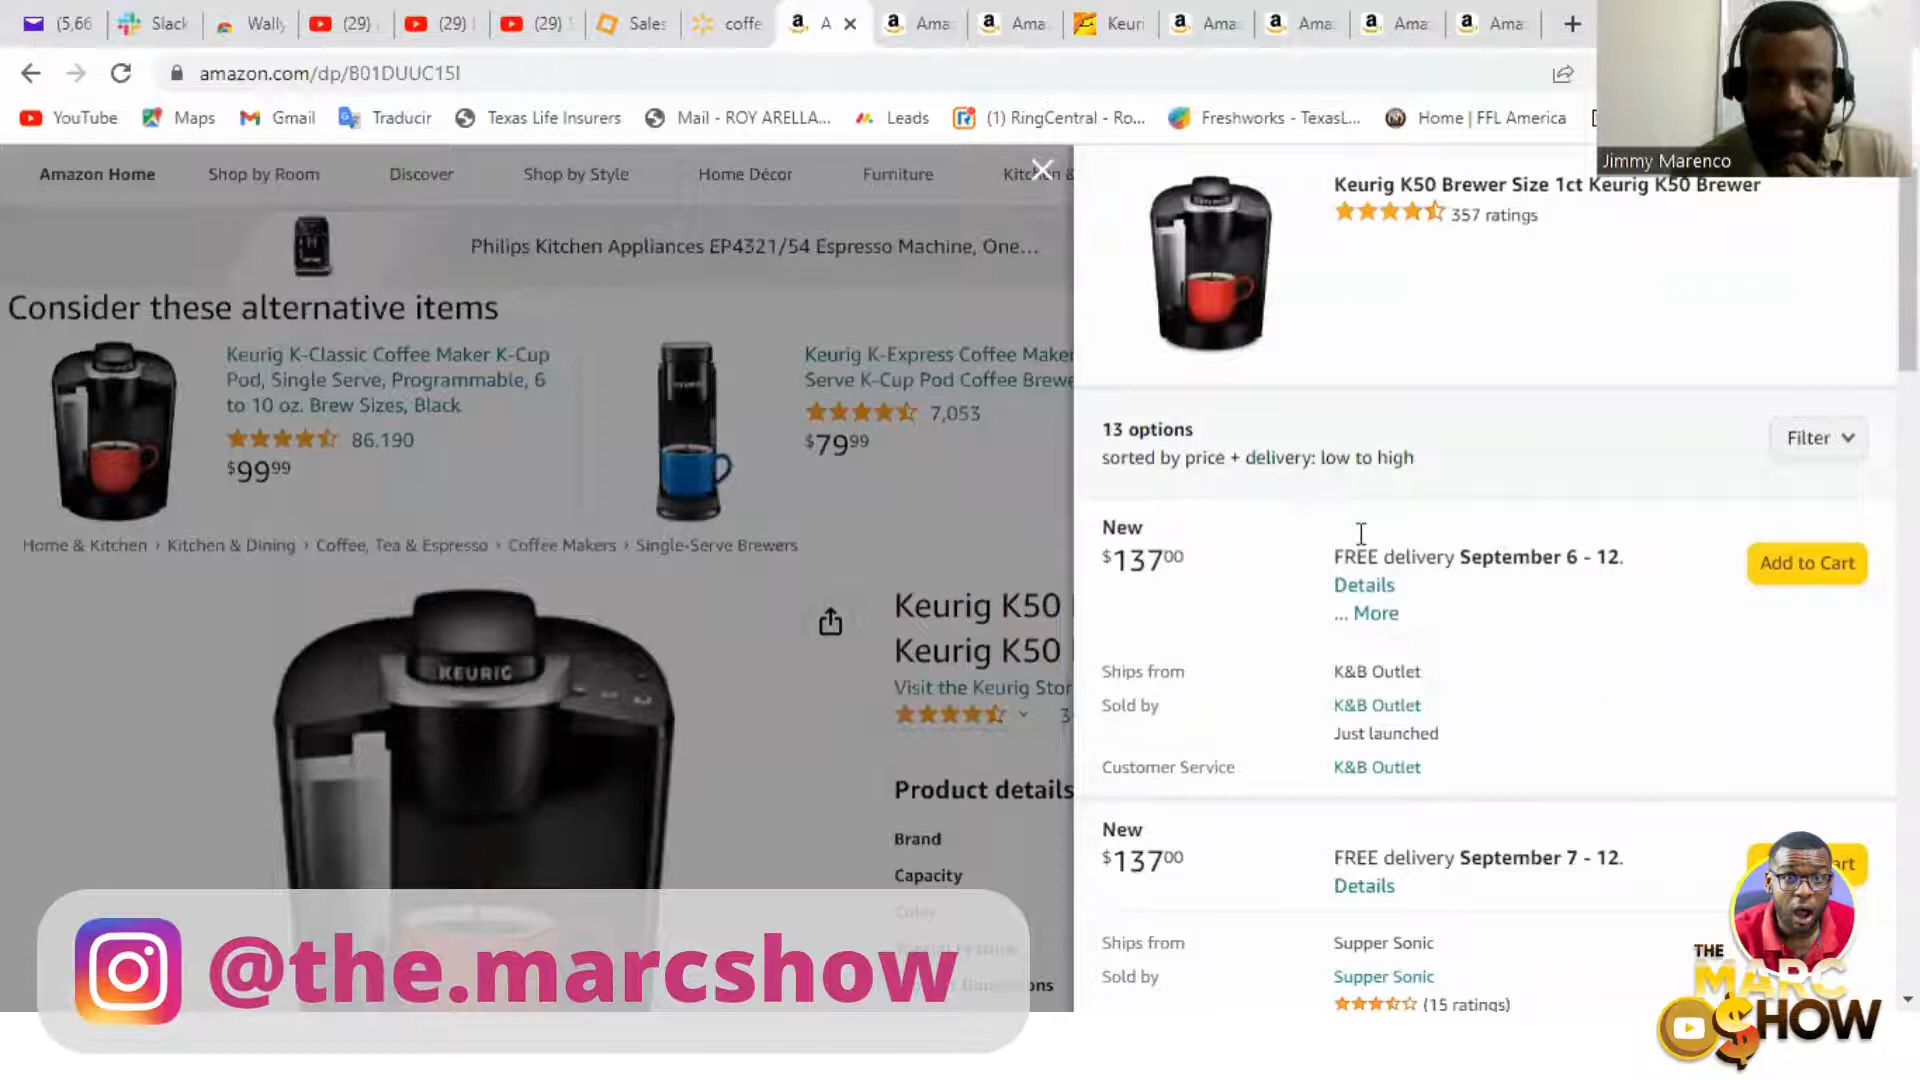 (5,66
Slack
Wally
(29)
(29)
(29)
Sales
coffe
A
Ama
Ama
Keuri
Ama
Ama
Ama
Ama
amazon.com/dp/B01DUUC15I
YouTube
Maps
Gmail
Traducir
Texas Life Insurers
Mail - ROY ARELLA...
Leads
(1) RingCentral - Ro...
Freshworks - TexasL...
Home | FFL America
Jimmy Marenco
Amazon Home
Shop by Room
Discover
Shop by Style
Home Décor
Furniture
Kitchen &
Philips Kitchen Appliances EP4321/54 Espresso Machine, One...
Consider these alternative items
Keurig K-Classic Coffee Maker K-Cup
Pod, Single Serve, Programmable, 6
to 10 oz. Brew Sizes, Black
86.190
$9999
Keurig K-Express Coffee Maker
Serve K-Cup Pod Coffee Brewe
7,053
$7999
Home & Kitchen › Kitchen & Dining › Coffee, Tea & Espresso › Coffee Makers › Single-Serve Brewers
KEURIG
Keurig K50
Keurig K50
Visit the Keurig Stor
3
Product details
Brand
Capacity
Color
Special Feature
Dimensions
Keurig K50 Brewer Size 1ct Keurig K50 Brewer
357 ratings
13 options
sorted by price + delivery: low to high
Filter
New
$13700
FREE delivery September 6 - 12.
Details
... More
Add to Cart
Ships from
K&B Outlet
Sold by
K&B Outlet
Just launched
Customer Service
K&B Outlet
New
$13700
FREE delivery September 7 - 12.
Details
art
Ships from
Supper Sonic
Sold by
Supper Sonic
(15 ratings)
@the.marcshow
THE
MARC
$HOW